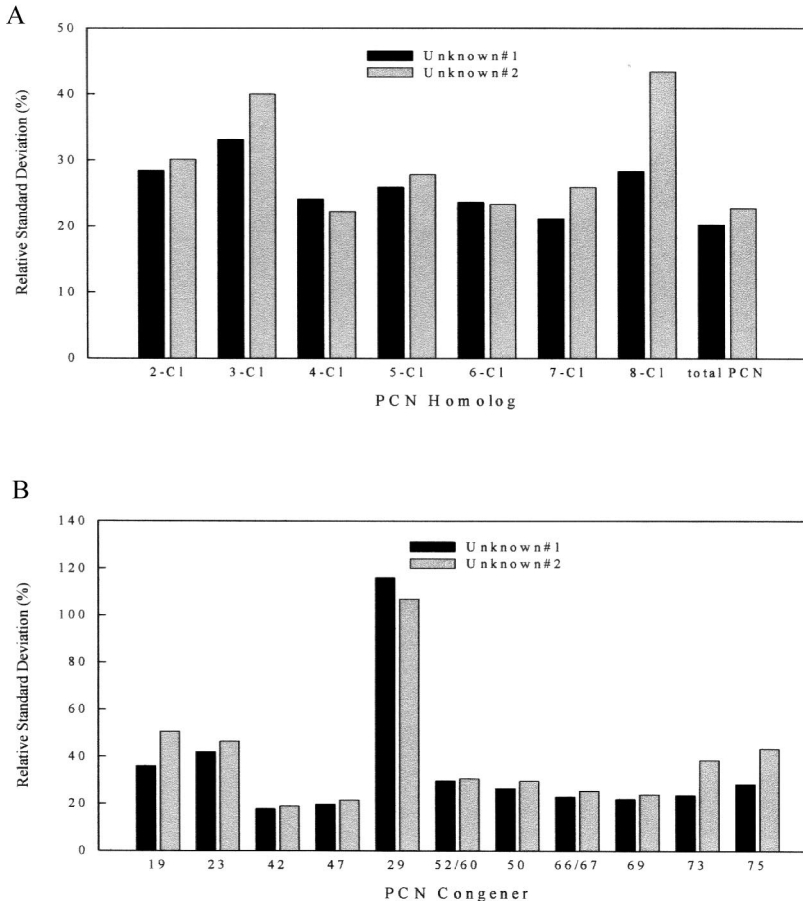 A
50
40
30
20
10
0
Relative Standard Deviation (%)
Unknown#1
Unknown#2
2-Cl 3-Cl 4-Cl 5-Cl 6-Cl 7-Cl 8-Cl total PCN
PCN Homolog
B
140
120
100
80
60
40
20
0
Relative Standard Deviation (%)
Unknown#1
Unknown#2
19 23 42 47 29 52/60 50 66/67 69 73 75
PCN Congener